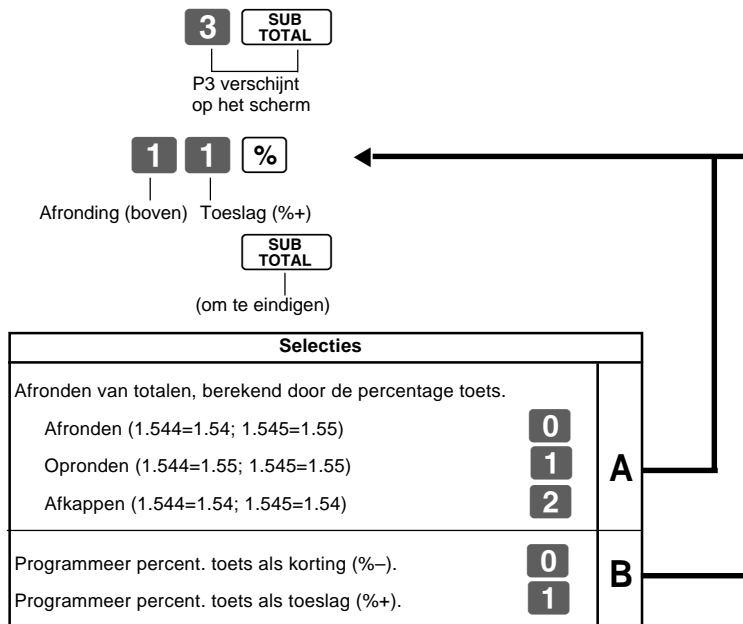 3 SUB TOTAL
P3 verschijnt
op het scherm
1 1 %
Afronding (boven) Toeslag (%+)
SUB
TOTAL
(om te eindigen)
Selecties
Afronden van totalen, berekend door de percentage toets.
Afronden (1.544=1.54; 1.545=1.55) 0
Opronden (1.544=1.55; 1.545=1.55) 1
Afkappen (1.544=1.54; 1.545=1.54) 2
A
Programmeer percent. toets als korting (%–). 0
Programmeer percent. toets als toeslag (%+). 1
B